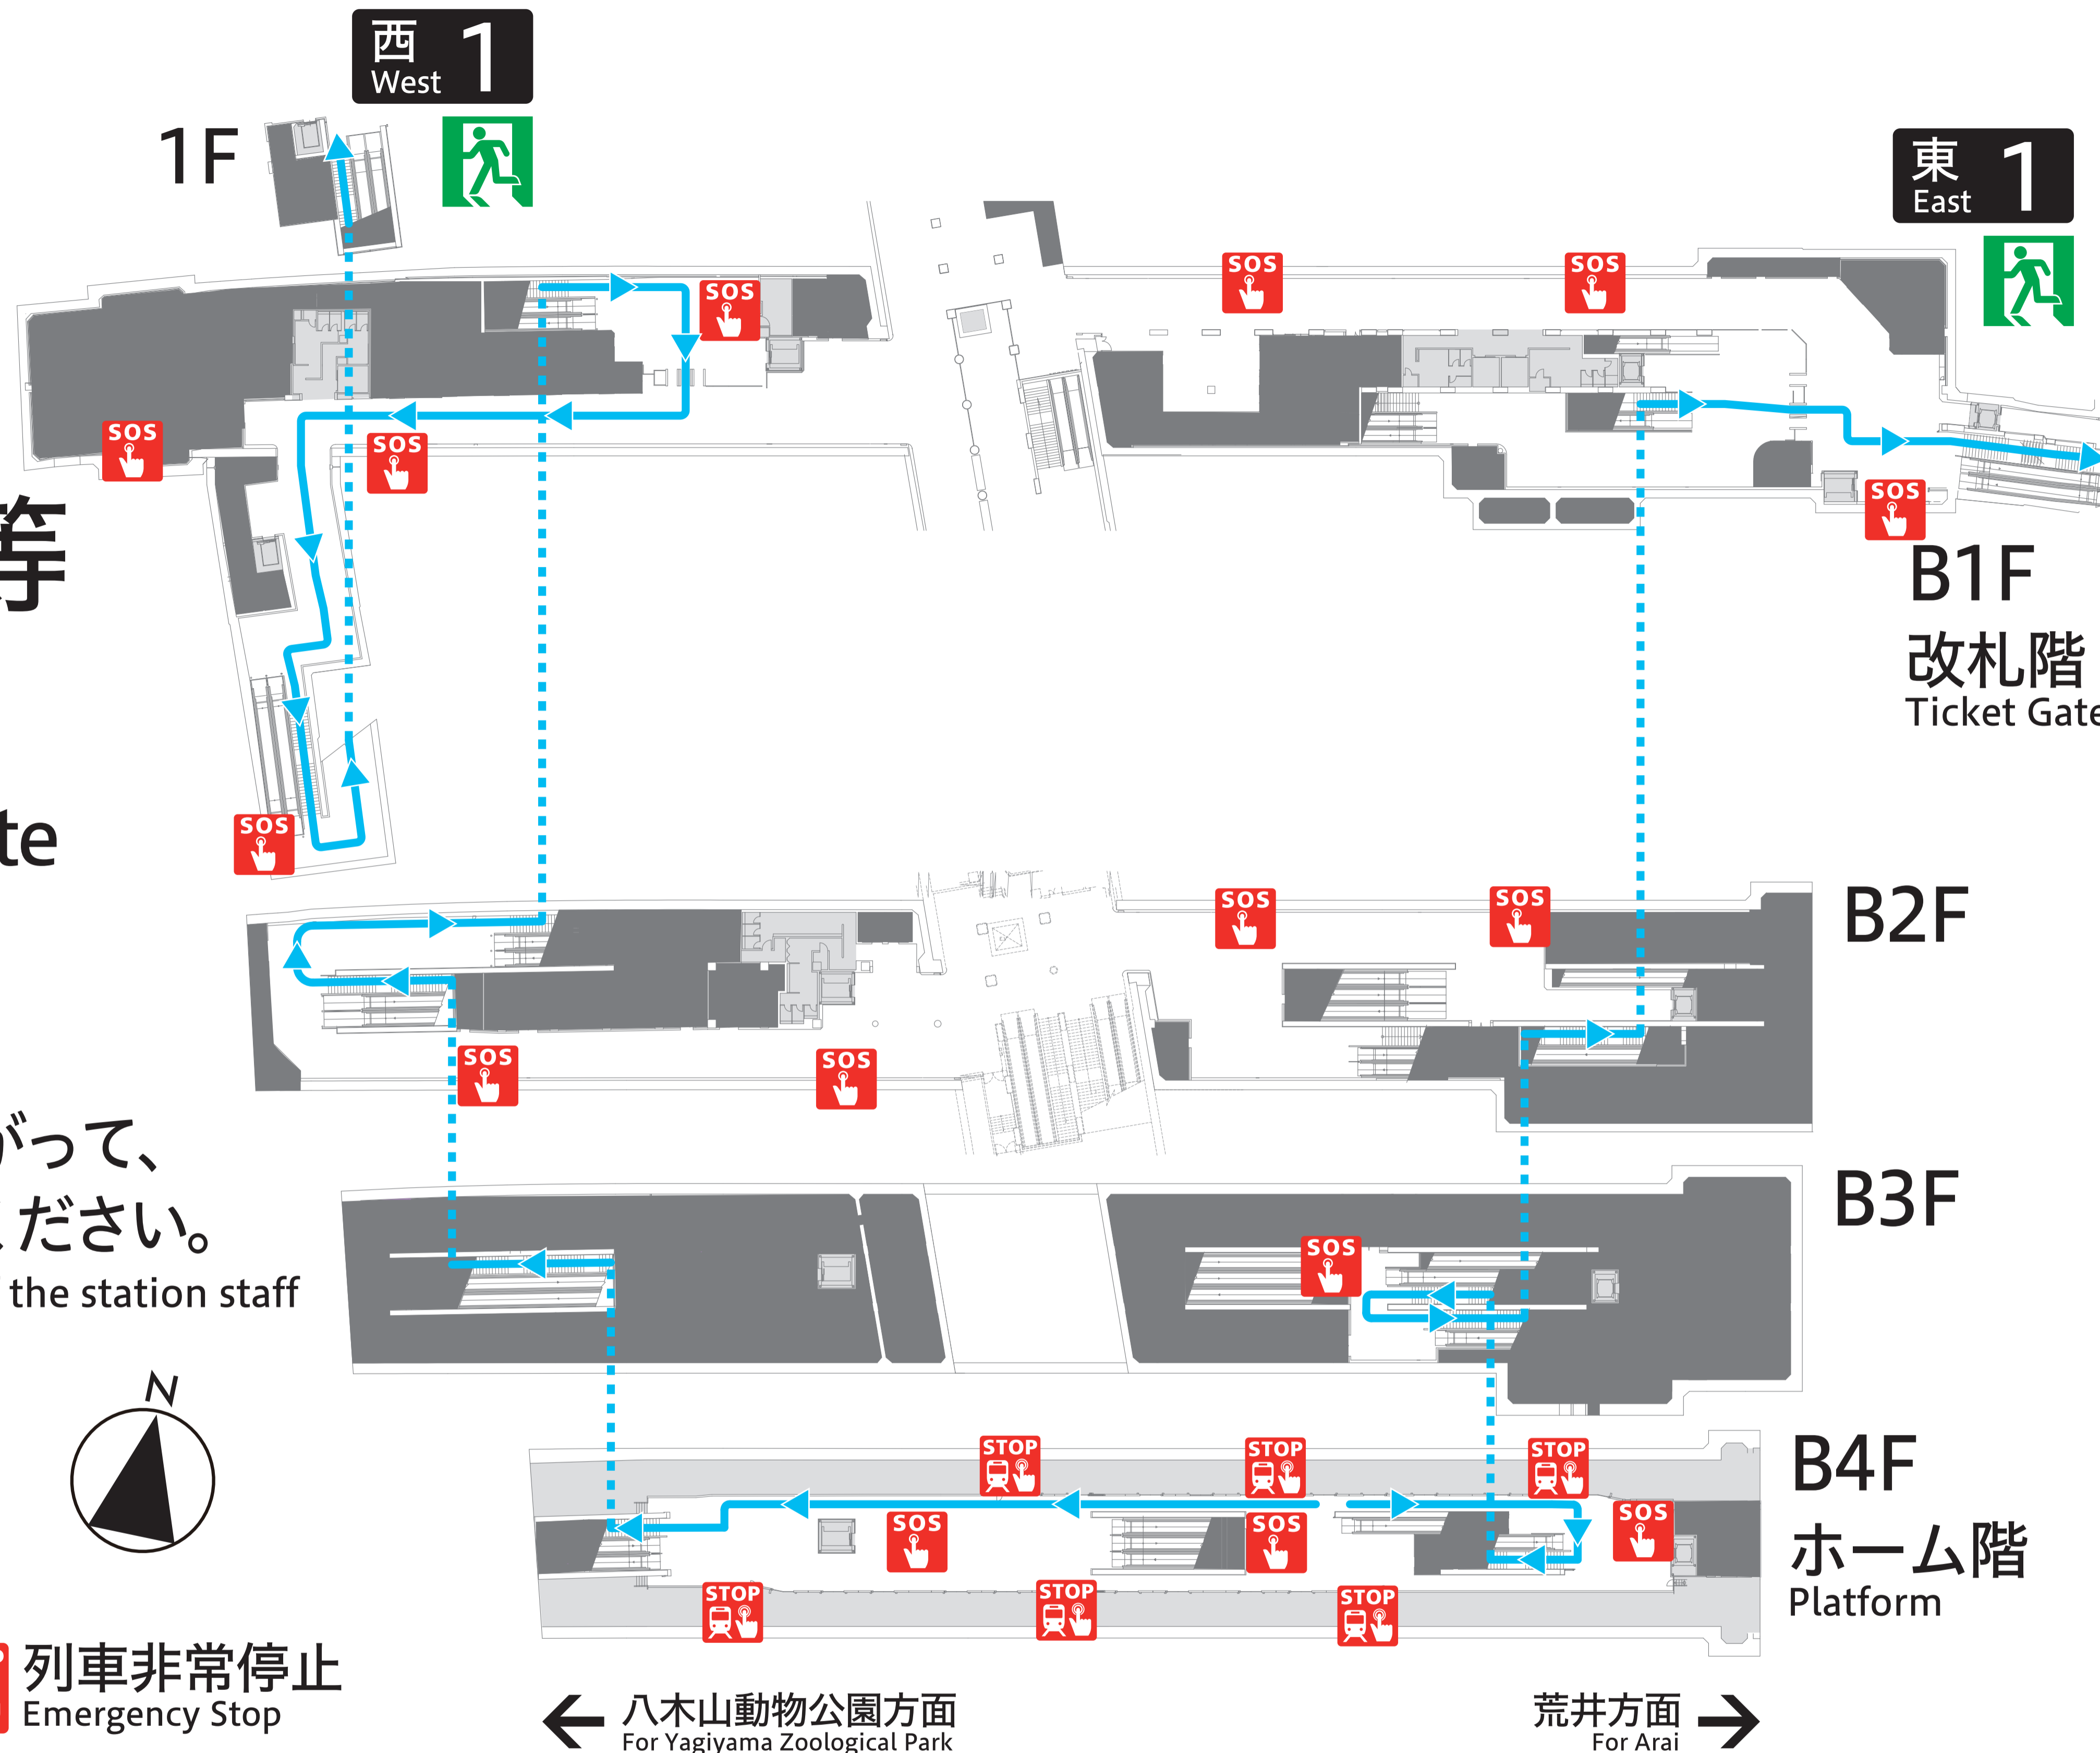 西 1
West
1F
東 1
East
SOS
SOS
SOS
SOS
SOS
SOS
等
B1F
改札階
Ticket Gate
SOS
te
SOS
SOS
B2F
SOS
SOS
がって、
ください。
the station staff
B3F
SOS
N
B4F
ホーム階
Platform
STOP
STOP
STOP
SOS
SOS
SOS
STOP
STOP
STOP
列車非常停止
Emergency Stop
← 八木山動物公園方面
For Yagiyama Zoological Park
荒井方面 →
For Arai